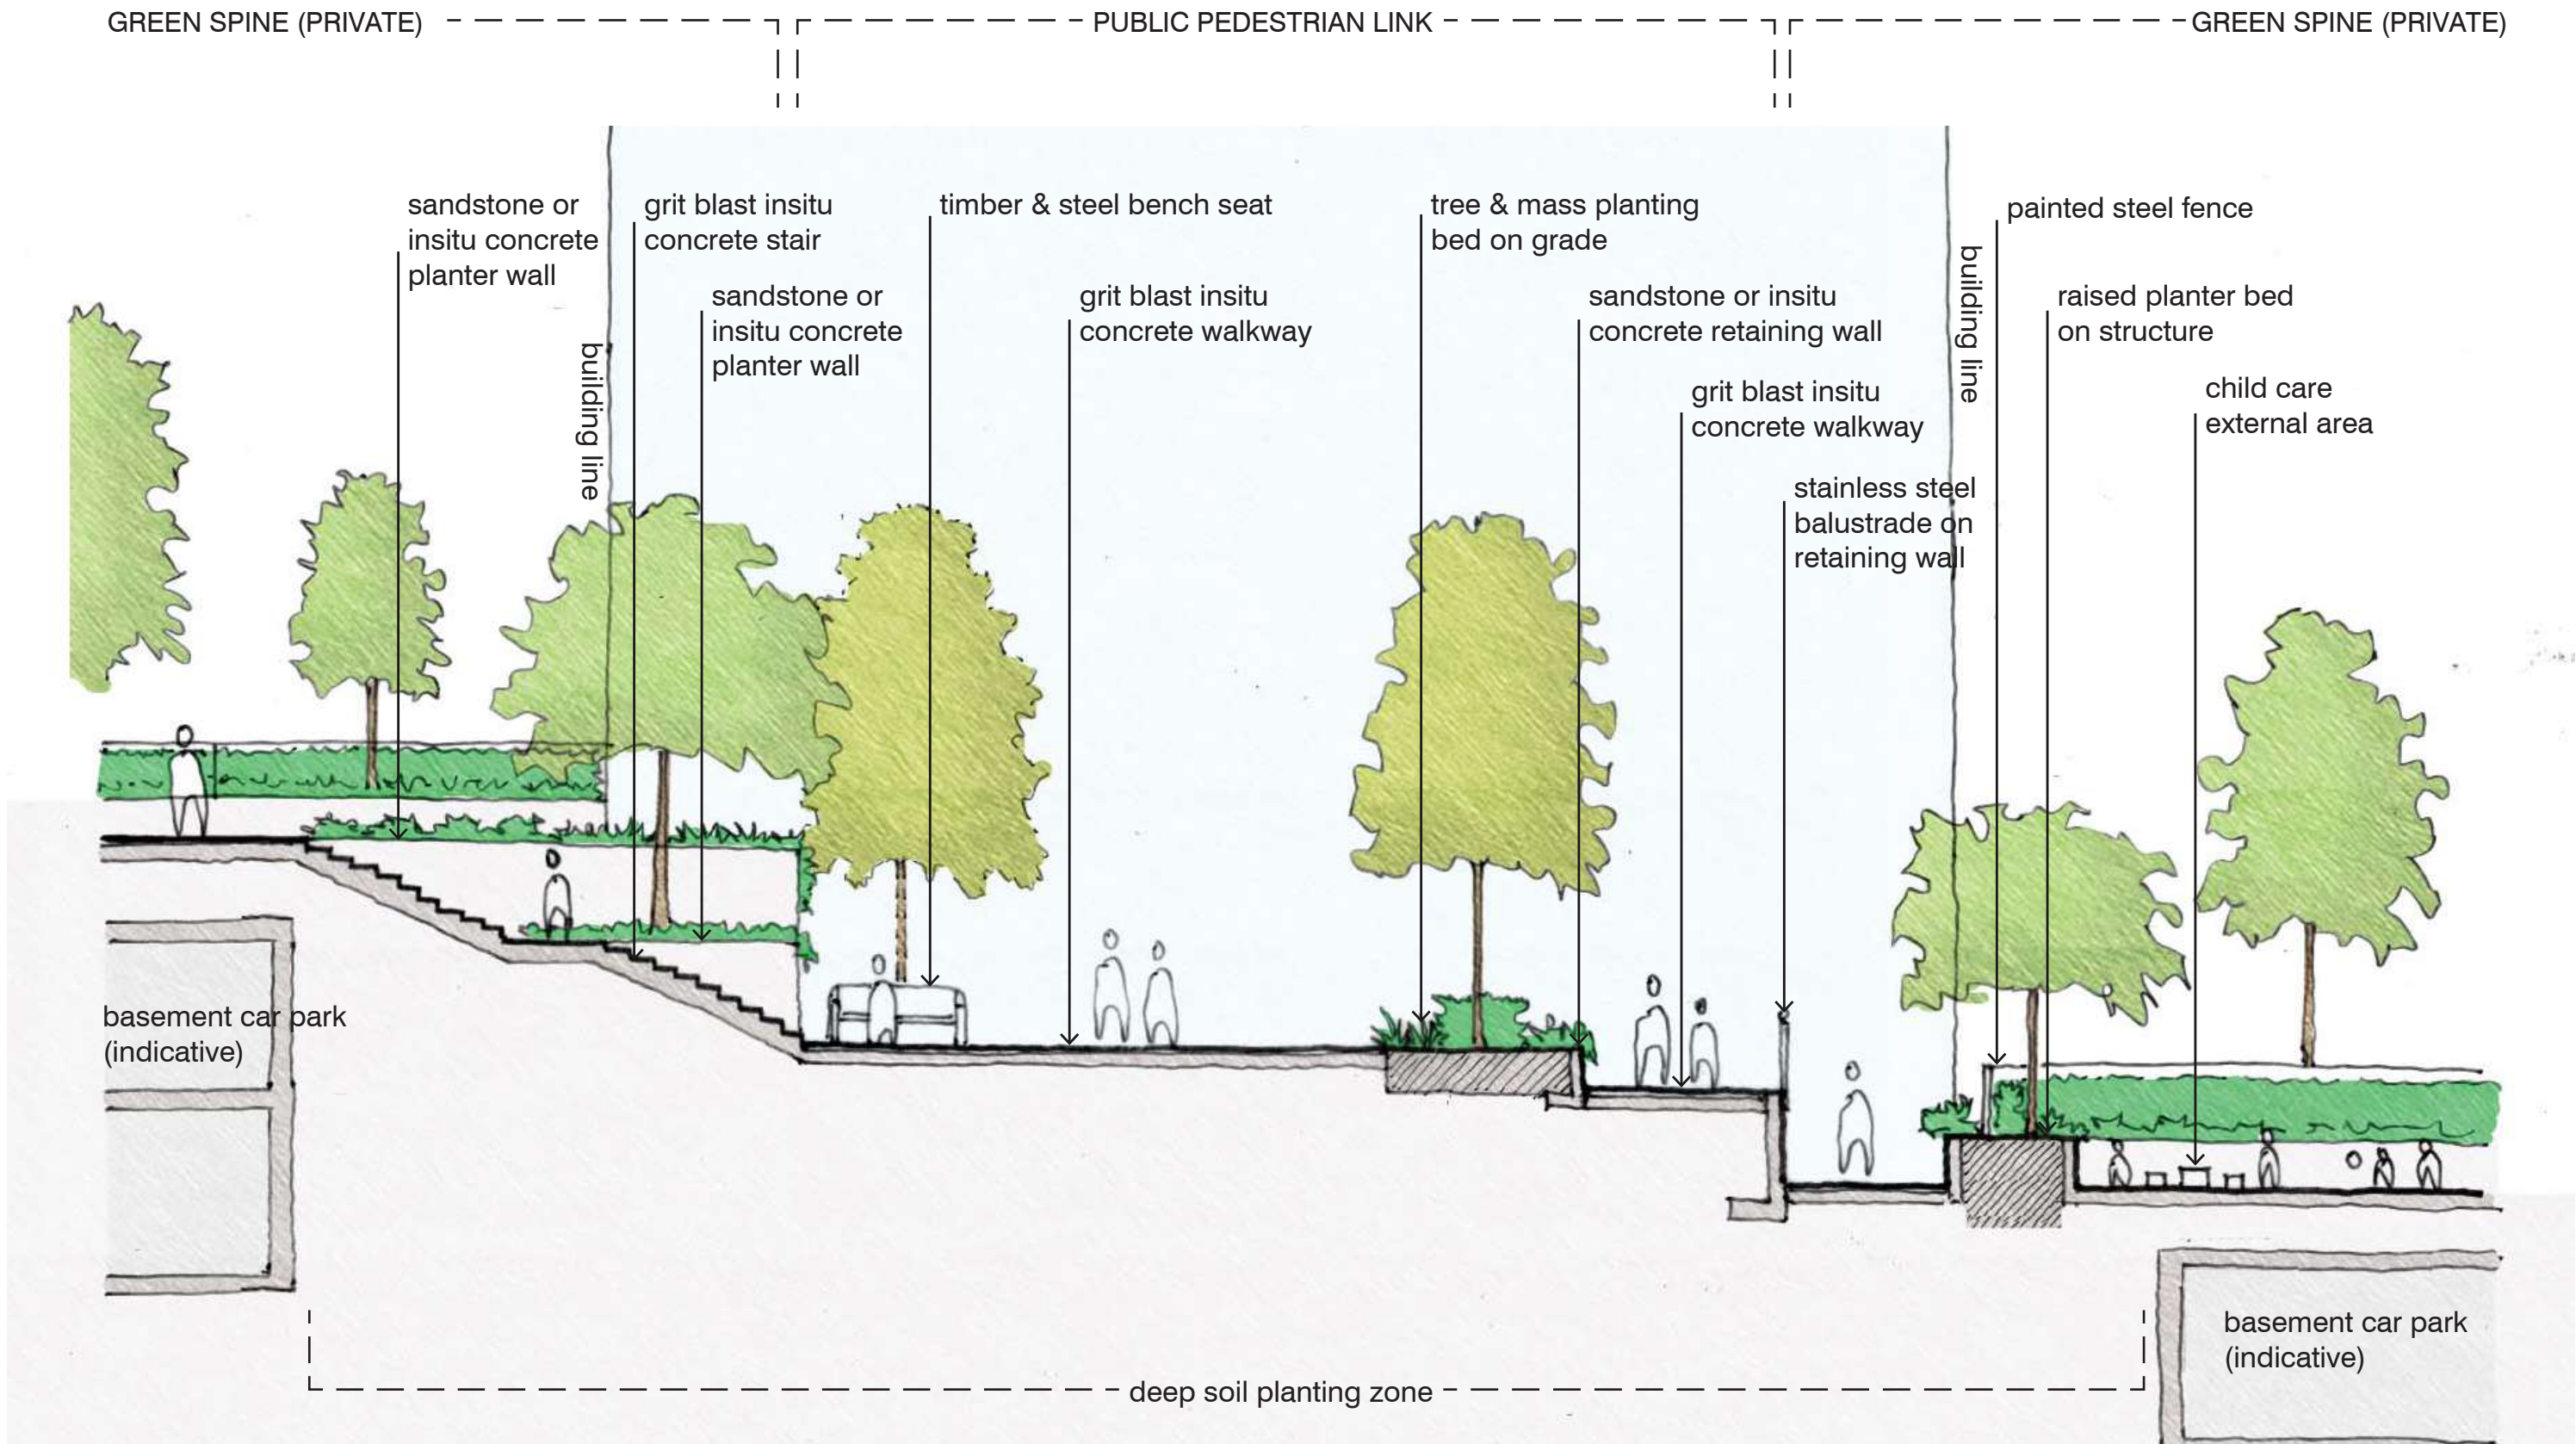 GREEN SPINE (PRIVATE)
PUBLIC PEDESTRIAN LINK
GREEN SPINE (PRIVATE)
sandstone or
insitu concrete
planter wall
building line
grit blast insitu
concrete stair
sandstone or
insitu concrete
planter wall
timber & steel bench seat
grit blast insitu
concrete walkway
tree & mass planting
bed on grade
sandstone or insitu
concrete retaining wall
grit blast insitu
concrete walkway
stainless steel
balustrade on
retaining wall
building line
painted steel fence
raised planter bed
on structure
child care
external area
basement car park
(indicative)
basement car park
(indicative)
deep soil planting zone